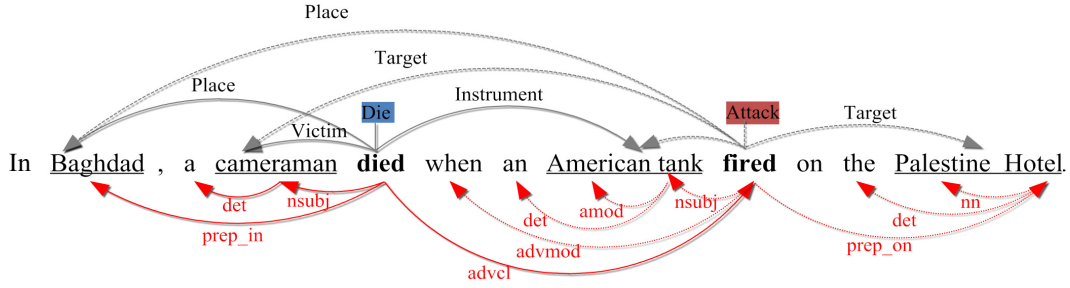 Place
Target
Place Die Instrument Attack Target
Victim
In Baghdad , a cameraman died when an American tank fired on the Palestine Hotel.
det nsubj det amod nsubj det nn
prep_in advmod prep_on
advcl